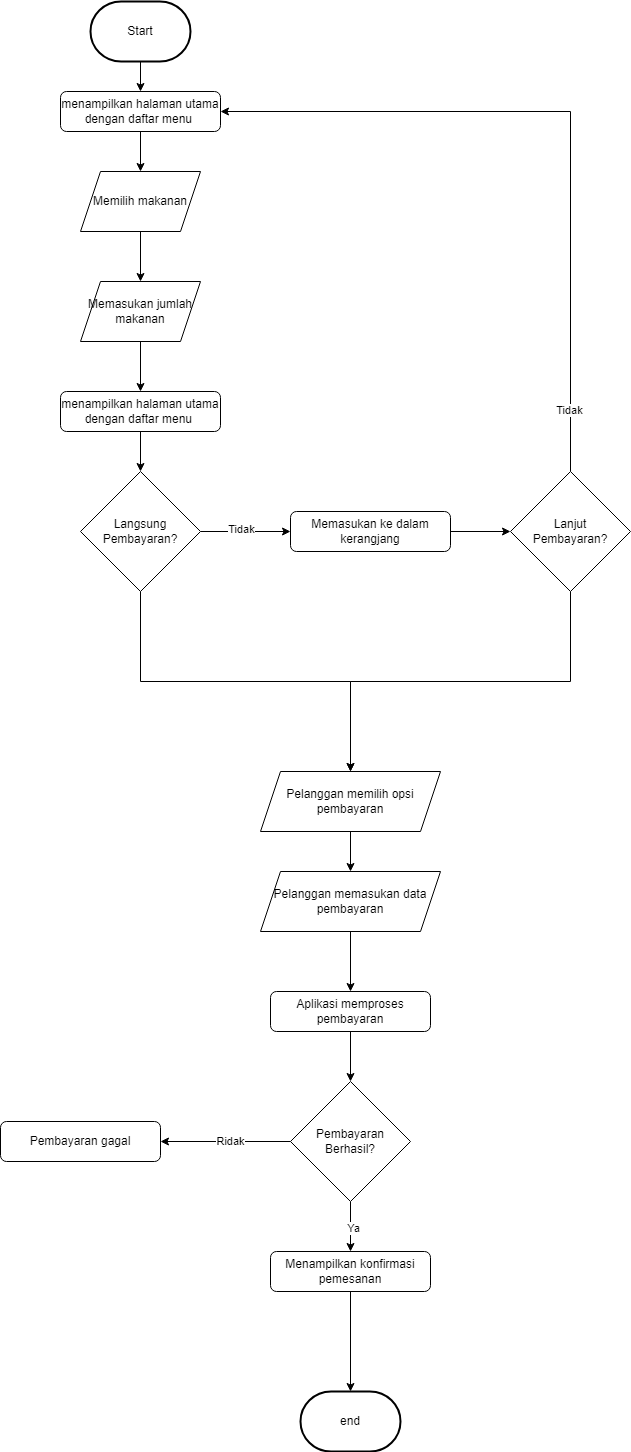 Start
menampilkan halaman utama
dengan daftar menu
Memilih makanan
Memasukan jumlah
makanan
menampilkan halaman utama
dengan daftar menu
Tidak
Langsung
Pembayaran?
Tidak
Memasukan ke dalam
kerangjang
Lanjut
Pembayaran?
Pelanggan memilih opsi
pembayaran
Pelanggan memasukan data
pembayaran
Aplikasi memproses
pembayaran
Pembayaran
Berhasil?
Ridak
Pembayaran gagal
Ya
Menampilkan konfirmasi
pemesanan
end